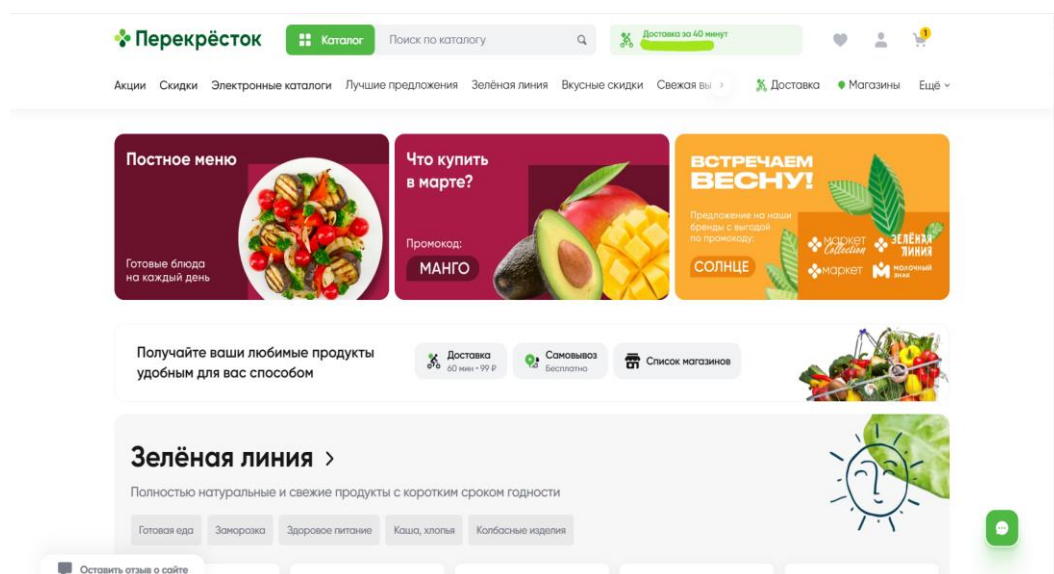 Перекрёсток
Каталог
Поиск по каталогу
Доставка за 40 минут
1
Акции Скидки Электронные каталоги Лучшие предложения Зелёная линия Вкусные скидки Свежая вы
Доставка Магазины Ещё
Постное меню
Готовые блюда
на каждый день
Что купить
в марте?
Промокод:
МАНГО
ВСТРЕЧАЕМ
ВЕСНУ!
Предложение на наши
бренды с выгодой
по промокоду:
СОЛНЦЕ
маркет
Collection
ЗЕЛЁНАЯ
ЛИНИЯ
маркет
МОЛОЧНЫЙ
ЗНАК
Получайте ваши любимые продукты
удобным для вас способом
Доставка
60 мин • 99 ₽
Самовывоз
Бесплатно
Список магазинов
Зелёная линия
Полностью натуральные и свежие продукты с коротким сроком годности
Готовая еда Заморозка Здоровое питание Каша, хлопья Колбасные изделия
Оставить отзыв о сайте